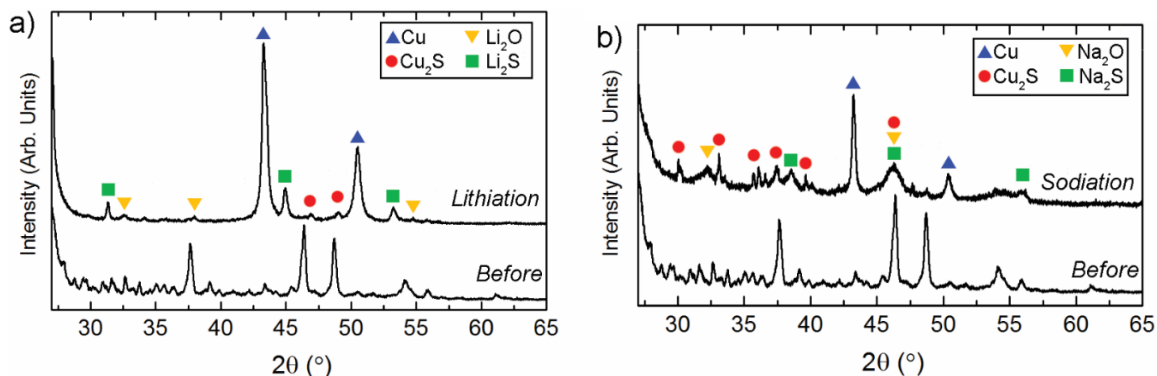 a)
Cu
Li₂O
Cu₂S
Li₂S
Lithiation
Before
Intensity (Arb. Units)
30 35 40 45 50 55 60 65
2θ (°)
b)
Cu
Na₂O
Cu₂S
Na₂S
Sodiation
Before
Intensity (Arb. Units)
30 35 40 45 50 55 60 65
2θ (°)